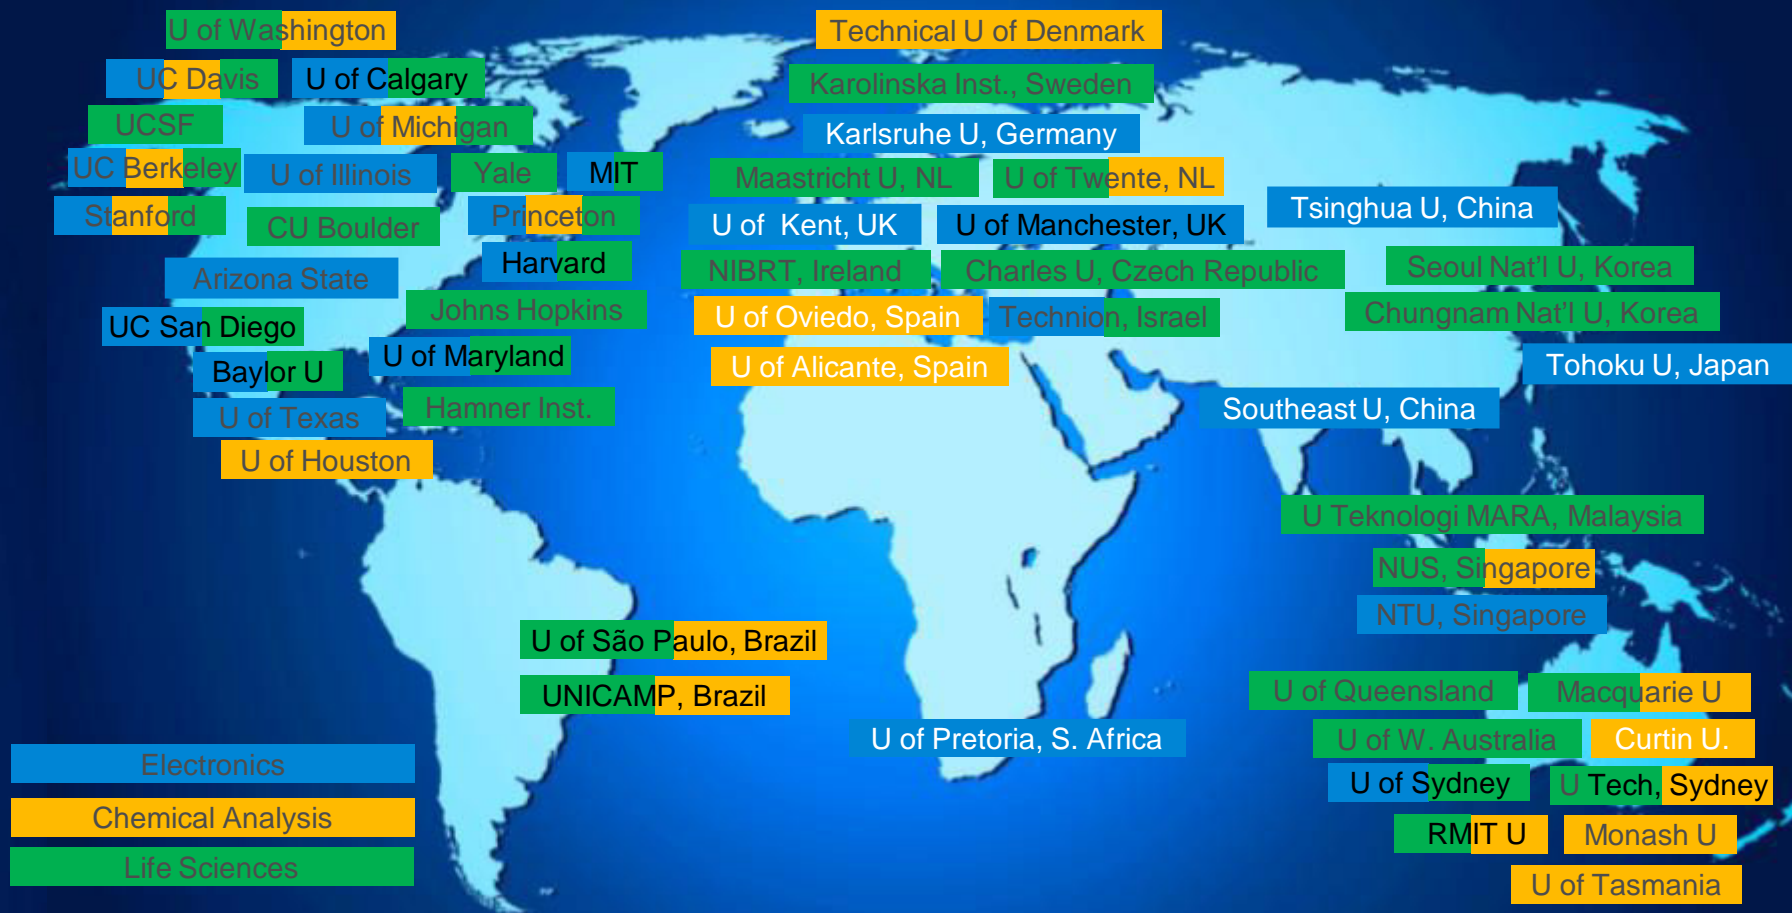 U of Washington
UC Davis
U of Calgary
UCSF
U of Michigan
UC Berkeley
U of Illinois
Yale
MIT
Stanford
CU Boulder
Princeton
Harvard
Arizona State
Johns Hopkins
UC San Diego
U of Maryland
Baylor U
U of Texas
Hamner Inst.
U of Houston
Technical U of Denmark
Karolinska Inst., Sweden
Karlsruhe U, Germany
Maastricht U, NL
U of Twente, NL
U of Kent, UK
U of Manchester, UK
NIBRT, Ireland
Charles U, Czech Republic
U of Oviedo, Spain
Technion, Israel
U of Alicante, Spain
Tsinghua U, China
Seoul Nat'l U, Korea
Chungnam Nat'l U, Korea
Tohoku U, Japan
Southeast U, China
U Teknologi MARA, Malaysia
NUS, Singapore
NTU, Singapore
U of São Paulo, Brazil
UNICAMP, Brazil
U of Pretoria, S. Africa
U of Queensland
Macquarie U
U of W. Australia
Curtin U.
U of Sydney
U Tech, Sydney
RMIT U
Monash U
U of Tasmania
Electronics
Chemical Analysis
Life Sciences